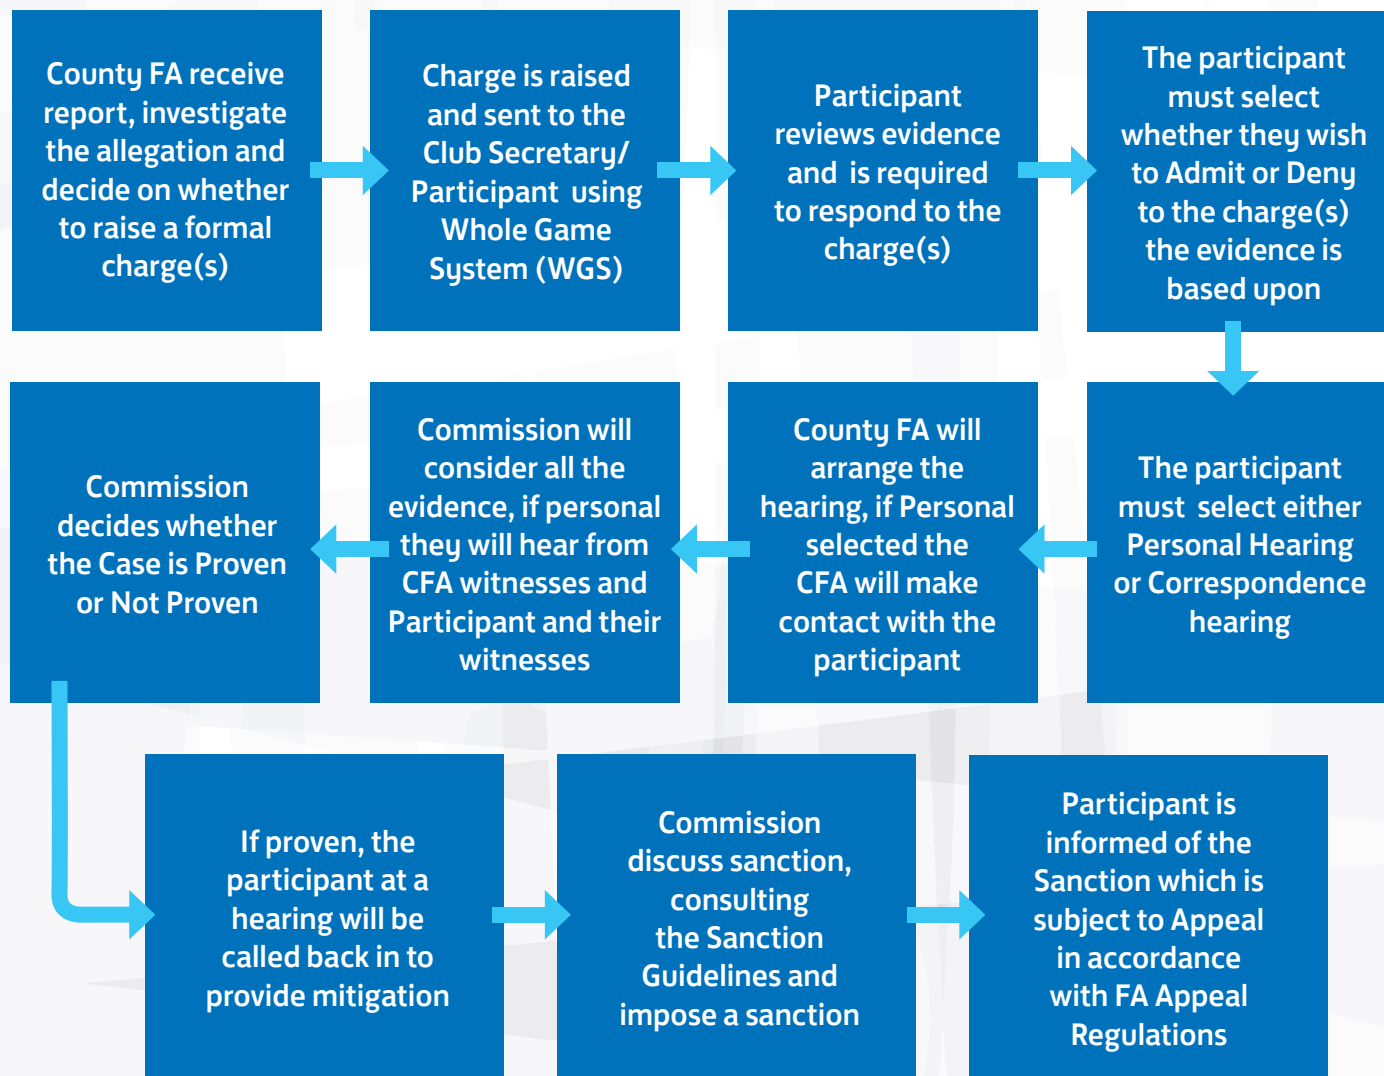 County FA receive
report, investigate
the allegation and
decide on whether
to raise a formal
charge(s)
Charge is raised
and sent to the
Club Secretary/
Participant using
Whole Game
System (WGS)
Participant
reviews evidence
and is required
to respond to the
charge(s)
The participant
must select
whether they wish
to Admit or Deny
to the charge(s)
the evidence is
based upon
The participant
must select either
Personal Hearing
or Correspondence
hearing
County FA will
arrange the
hearing, if Personal
selected the
CFA will make
contact with the
participant
Commission will
consider all the
evidence, if personal
they will hear from
CFA witnesses and
Participant and their
witnesses
Commission
decides whether
the Case is Proven
or Not Proven
If proven, the
participant at a
hearing will be
called back in to
provide mitigation
Commission
discuss sanction,
consulting
the Sanction
Guidelines and
impose a sanction
Participant is
informed of the
Sanction which is
subject to Appeal
in accordance
with FA Appeal
Regulations